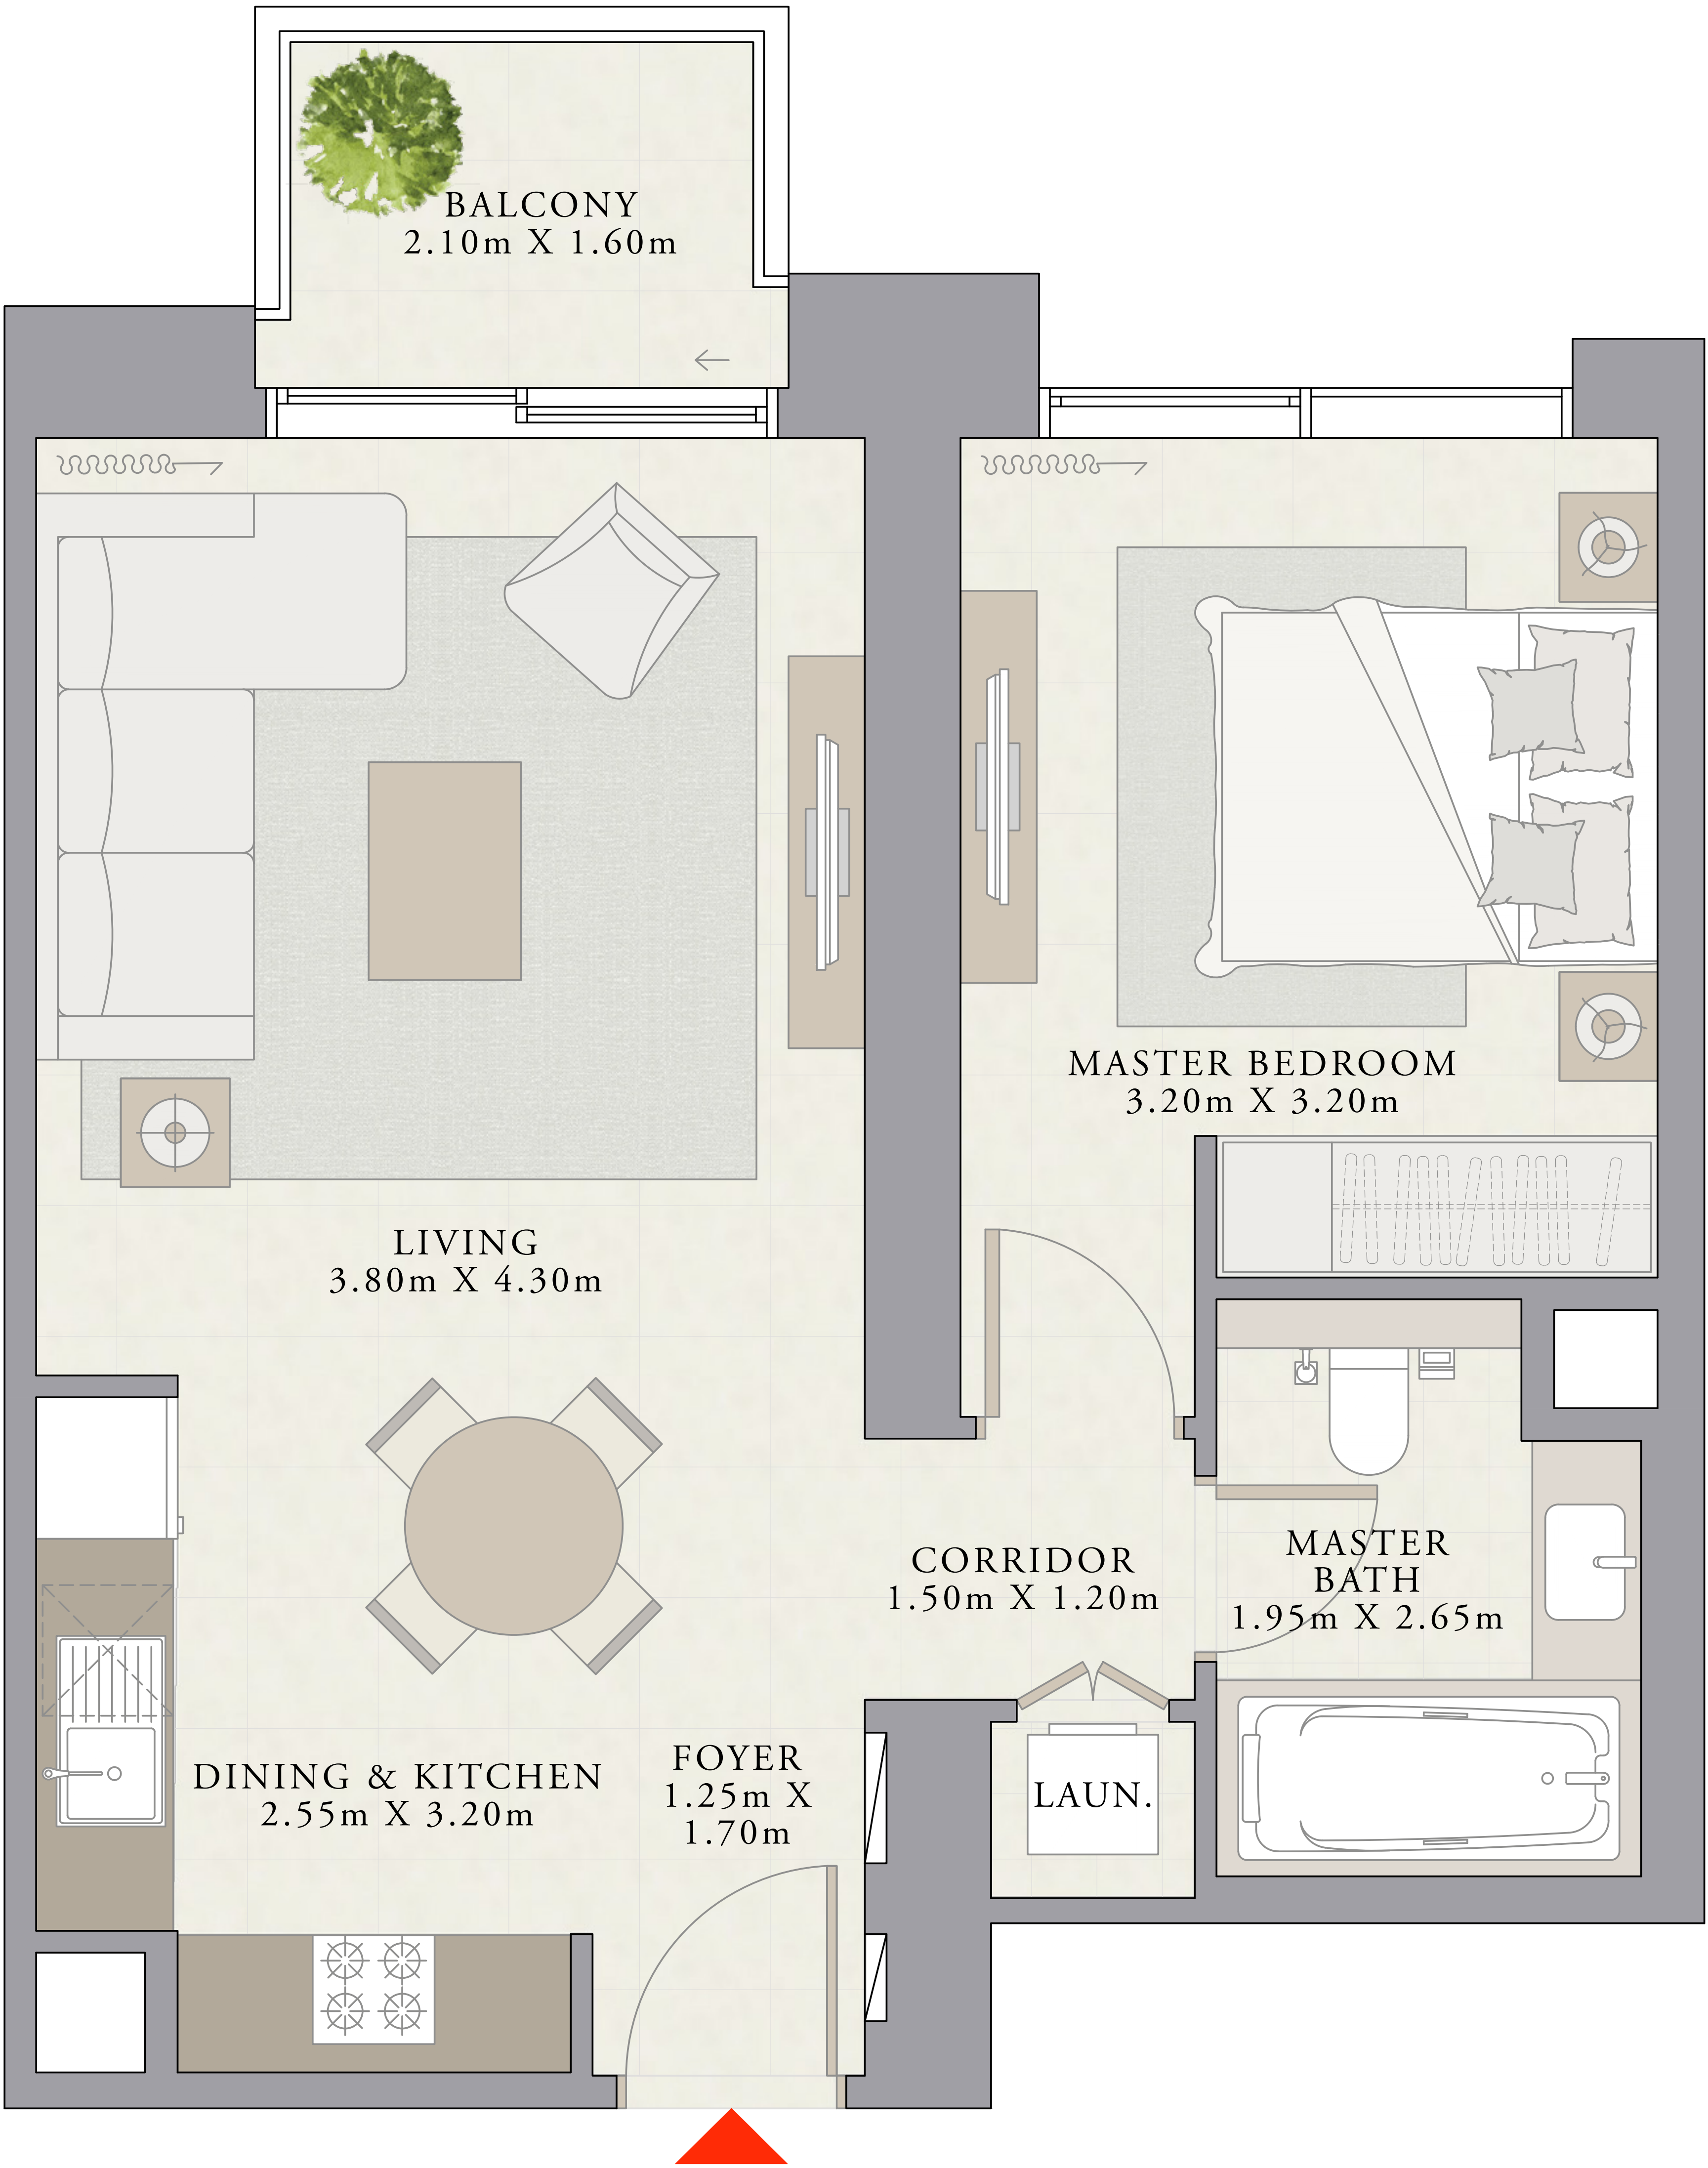 BALCONY
2.10m X 1.60m
MASTER BEDROOM
3.20m X 3.20m
LIVING
3.80m X 4.30m
CORRIDOR
1.50m X 1.20m
MASTER
BATH
1.95m X 2.65m
DINING & KITCHEN
2.55m X 3.20m
FOYER
1.25m X
1.70m
LAUN.